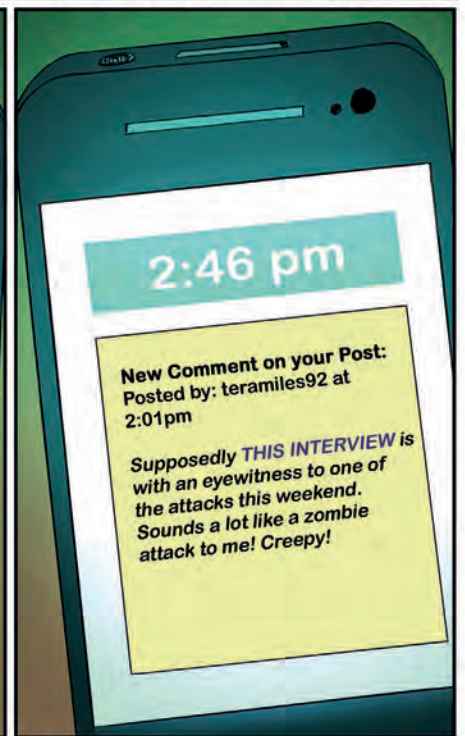 2:46 pm
New Comment on your Post:
Posted by: teramiles92 at
2:01pm
Supposedly THIS INTERVIEW is
with an eyewitness to one of
the attacks this weekend.
Sounds a lot like a zombie
attack to me! Creepy!